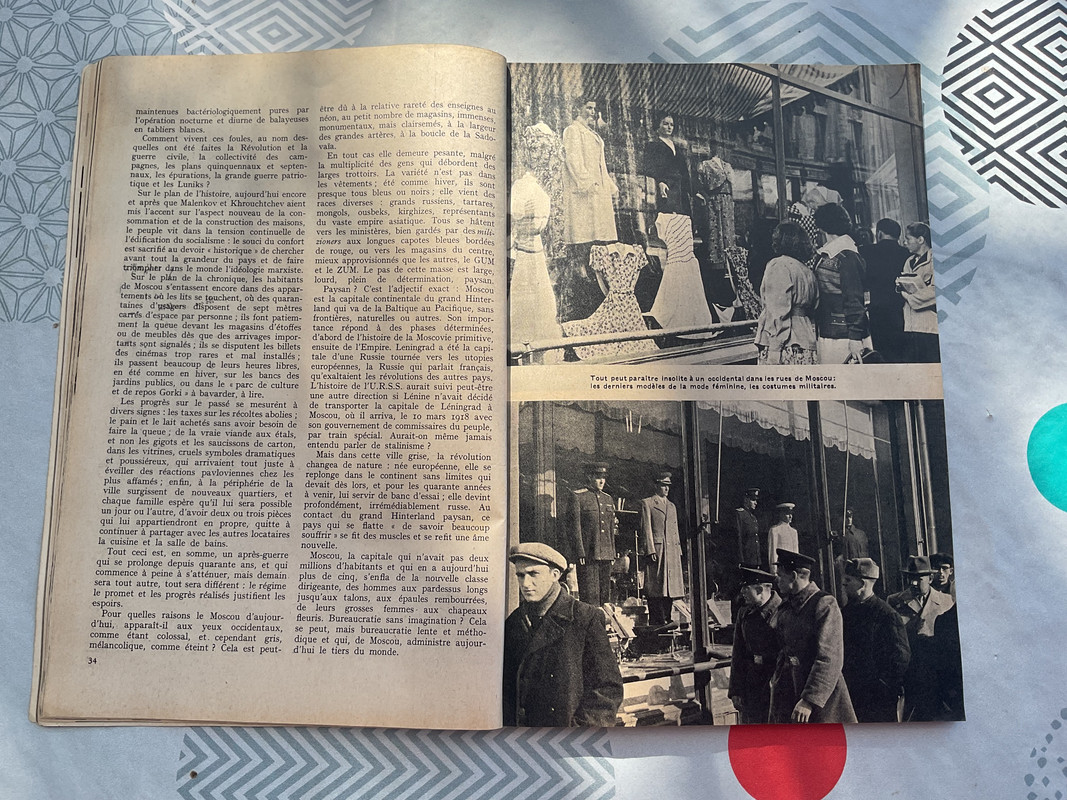 maintenues bactériologiquement pures par
l'opération nocturne et diurne de balayeuses
en tabliers blancs.
Comment vivent ces foules, au nom des-
quelles ont été faites la Révolution et la
guerre civile, la collectivité des cam-
pagnes, les plans quinquennaux et septen-
naux, les épurations, la grande guerre patrio-
tique et les Luniks ?
Sur le plan de l'histoire, aujourd'hui encore
et après que Malenkov et Khrouchtchev aient
mis l'accent sur l'aspect nouveau de la con-
sommation et de la construction des maisons,
le peuple vit dans la tension continuelle de
l'édification du socialisme : le souci du confort
est sacrifié au devoir « historique » de chercher
avant tout la grandeur du pays et de faire
triompher dans le monde l'idéologie marxiste.
Sur le plan de la chronique, les habitants
de Moscou s'entassent encore dans des appar-
tements où les lits se touchent, où des quaran-
taines d'usagers disposent de sept mètres
carrés d'espace par personne ; ils font patiem-
ment la queue devant les magasins d'étoffes
ou de meubles dès que des arrivages impor-
tants sont signalés ; ils se disputent les billets
des cinémas trop rares et mal installés ;
ils passent beaucoup de leurs heures libres,
en été comme en hiver, sur les bancs des
jardins publics, ou dans le « parc de culture
et de repos Gorki » à bavarder, à lire.
Les progrès sur le passé se mesurént à
divers signes : les taxes sur les récoltes abolies ;
le pain et le lait achetés sans avoir besoin de
faire la queue ; de la vraie viande aux étals,
et non les gigots et les saucissons de carton,
dans les vitrines, cruels symboles dramatiques
et poussiéreux, qui arrivaient tout juste à
éveiller des réactions pavloviennes chez les
plus affamés ; enfin, à la périphérie de la
ville surgissent de nouveaux quartiers, et
chaque famille espère qu'il lui sera possible
un jour ou l'autre, d'avoir deux ou trois pièces
qui lui appartiendront en propre, quitte à
continuer à partager avec les autres locataires
la cuisine et la salle de bains.
Tout ceci est, en somme, un après-guerre
qui se prolonge depuis quarante ans, et qui
commence à peine à s'atténuer, mais demain
sera tout autre, tout sera différent : le régime
le promet et les progrès réalisés justifient les
espoirs.
Pour quelles raisons le Moscou d'aujour-
d'hui, apparaît-il aux yeux occidentaux,
comme étant colossal, et cependant gris,
mélancolique, comme éteint ? Cela est peut-
34
être dû à la relative rareté des enseignes au
néon, au petit nombre de magasins, immenses,
monumentaux, mais clairsemés, à la largeur
des grandes artères, à la boucle de la Sado-
vaïa.
En tout cas elle demeure pesante, malgré
la multiplicité des gens qui débordent des
larges trottoirs. La variété n'est pas dans
les vêtements ; été comme hiver, ils sont
presque tous bleus ou noirs ; elle vient des
races diverses : grands russiens, tartares,
mongols, ousbeks, kirghizes, représentants
du vaste empire asiatique. Tous se hâtent
vers les ministères, bien gardés par des mili-
zioners aux longues capotes bleues bordées
de rouge, ou vers les magasins du centre,
mieux approvisionnés que les autres, le GUM
et le ZUM. Le pas de cette masse est large,
lourd, plein de détermination, paysan.
Paysan ? C'est l'adjectif exact : Moscou
est la capitale continentale du grand Hinter-
land qui va de la Baltique au Pacifique, sans
frontières, naturelles ou autres. Son impor-
tance répond à des phases déterminées,
d'abord de l'histoire de la Moscovie primitive,
ensuite de l'Empire. Leningrad a été la capi-
tale d'une Russie tournée vers les utopies
européennes, la Russie qui parlait français,
qu'exaltaient les révolutions des autres pays.
L'histoire de l'U.R.S.S. aurait suivi peut-être
une autre direction si Lénine n'avait décidé
de transporter la capitale de Léningrad à
Moscou, où il arriva, le 10 mars 1918 avec
son gouvernement de commissaires du peuple,
par train spécial. Aurait-on même jamais
entendu parler de stalinisme ?
Mais dans cette ville grise, la révolution
changea de nature : née européenne, elle se
replonge dans le continent sans limites qui
devait dès lors, et pour les quarante années
à venir, lui servir de banc d'essai ; elle devint
profondément, irrémédiablement russe. Au
contact du grand Hinterland paysan, ce
pays qui se flatte « de savoir beaucoup
souffrir » se fit des muscles et se refit une âme
nouvelle.
Moscou, la capitale qui n'avait pas deux
millions d'habitants et qui en a aujourd'hui
plus de cinq, s'enfla de la nouvelle classe
dirigeante, des hommes aux pardessus longs
jusqu'aux talons, aux épaules rembourrées,
de leurs grosses femmes aux chapeaux
fleuris. Bureaucratie sans imagination ? Cela
se peut, mais bureaucratie lente et métho-
dique et qui, de Moscou, administre aujour-
d'hui le tiers du monde.
Tout peut paraître insolite à un occidental dans les rues de Moscou:
les derniers modèles de la mode féminine, les costumes militaires.